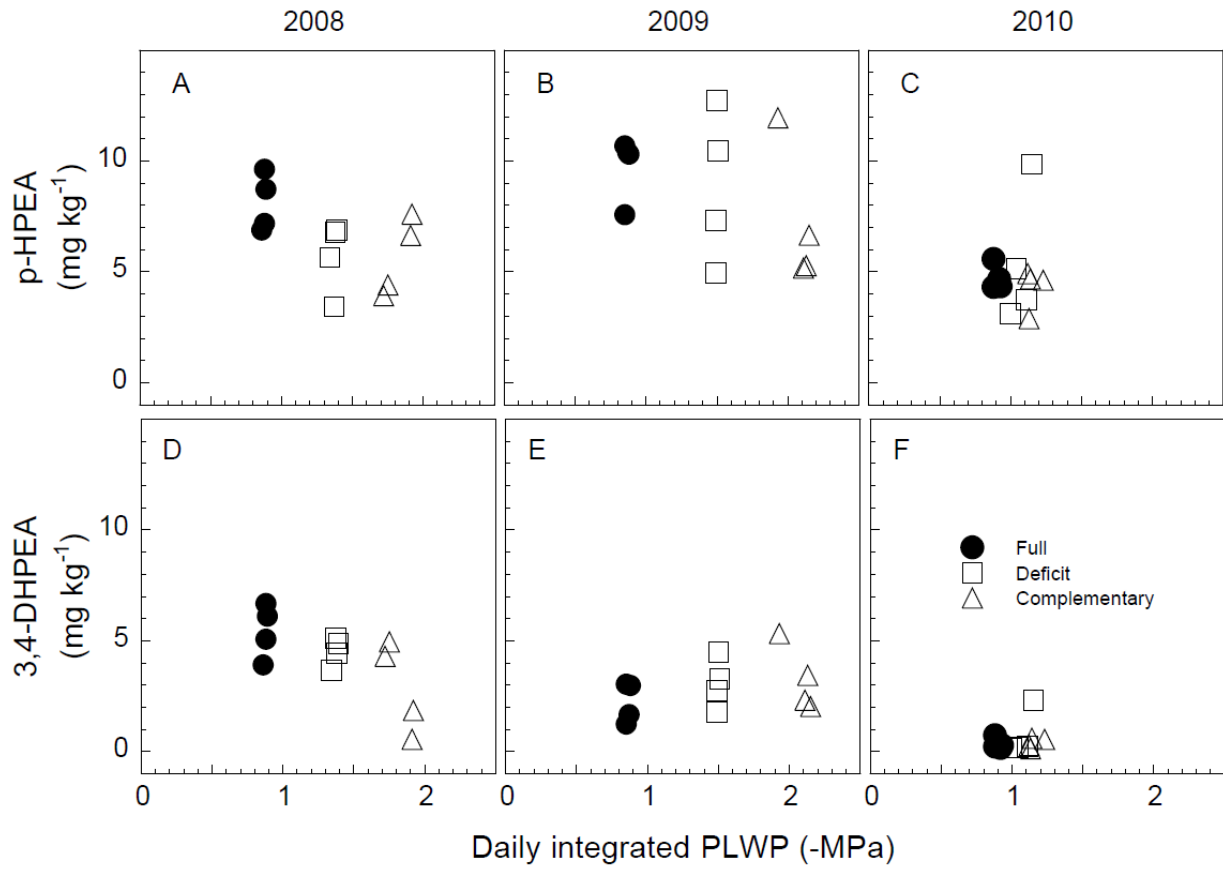 2008 2009 2010
A B C
p-HPEA
(mg kg⁻¹)
10
5
0
D E F
3,4-DHPEA
(mg kg⁻¹)
10
5
0
Full
Deficit
Complementary
0 1 2 0 1 2 0 1 2
Daily integrated PLWP (-MPa)